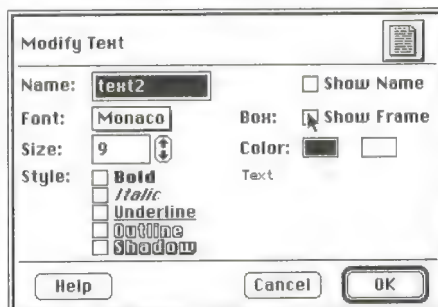 Modify Text
Name: text2
Show Name
Font: Monaco
Box: Show Frame
Size: 9
Color:
Style: Bold
Text
Italic
Underline
Outline
Shadow
Help
Cancel
OK